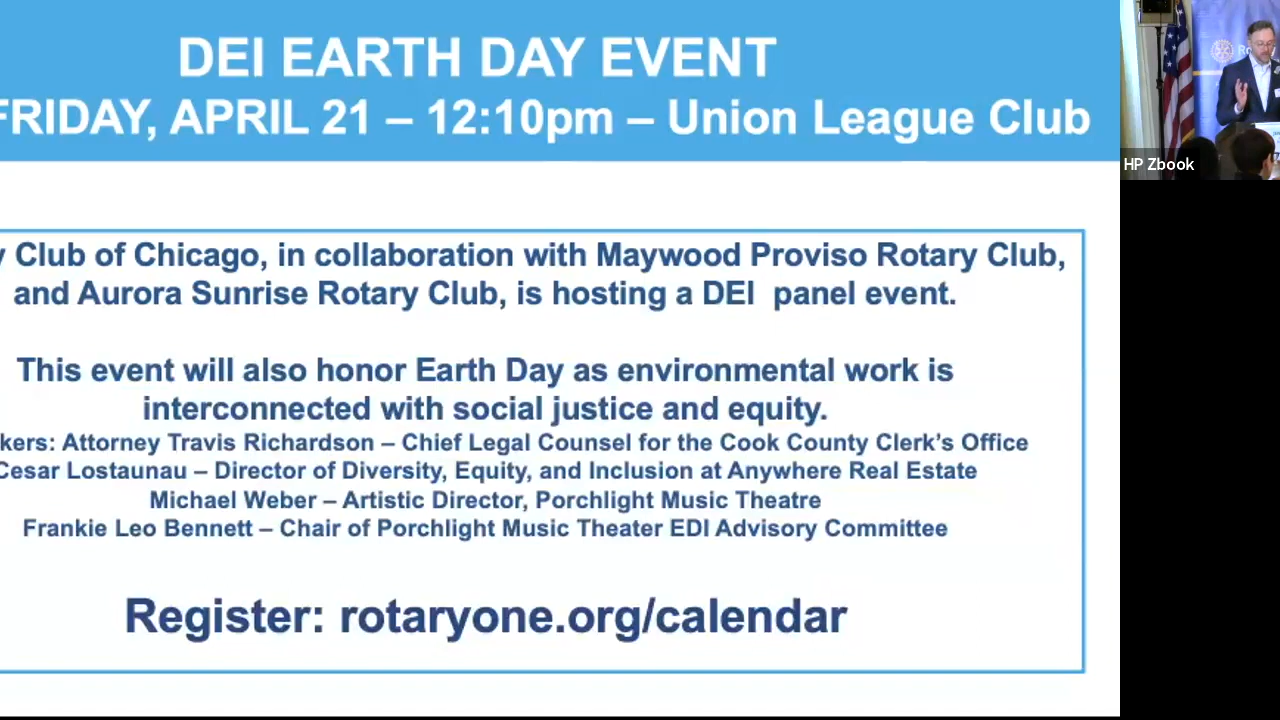 DEI EARTH DAY EVENT
FRIDAY, APRIL 21 – 12:10pm – Union League Club
y Club of Chicago, in collaboration with Maywood Proviso Rotary Club,
and Aurora Sunrise Rotary Club, is hosting a DEI panel event.
This event will also honor Earth Day as environmental work is
interconnected with social justice and equity.
kers: Attorney Travis Richardson – Chief Legal Counsel for the Cook County Clerk's Office
Cesar Lostaunau – Director of Diversity, Equity, and Inclusion at Anywhere Real Estate
Michael Weber – Artistic Director, Porchlight Music Theatre
Frankie Leo Bennett – Chair of Porchlight Music Theater EDI Advisory Committee
Register: rotaryone.org/calendar
HP Zbook